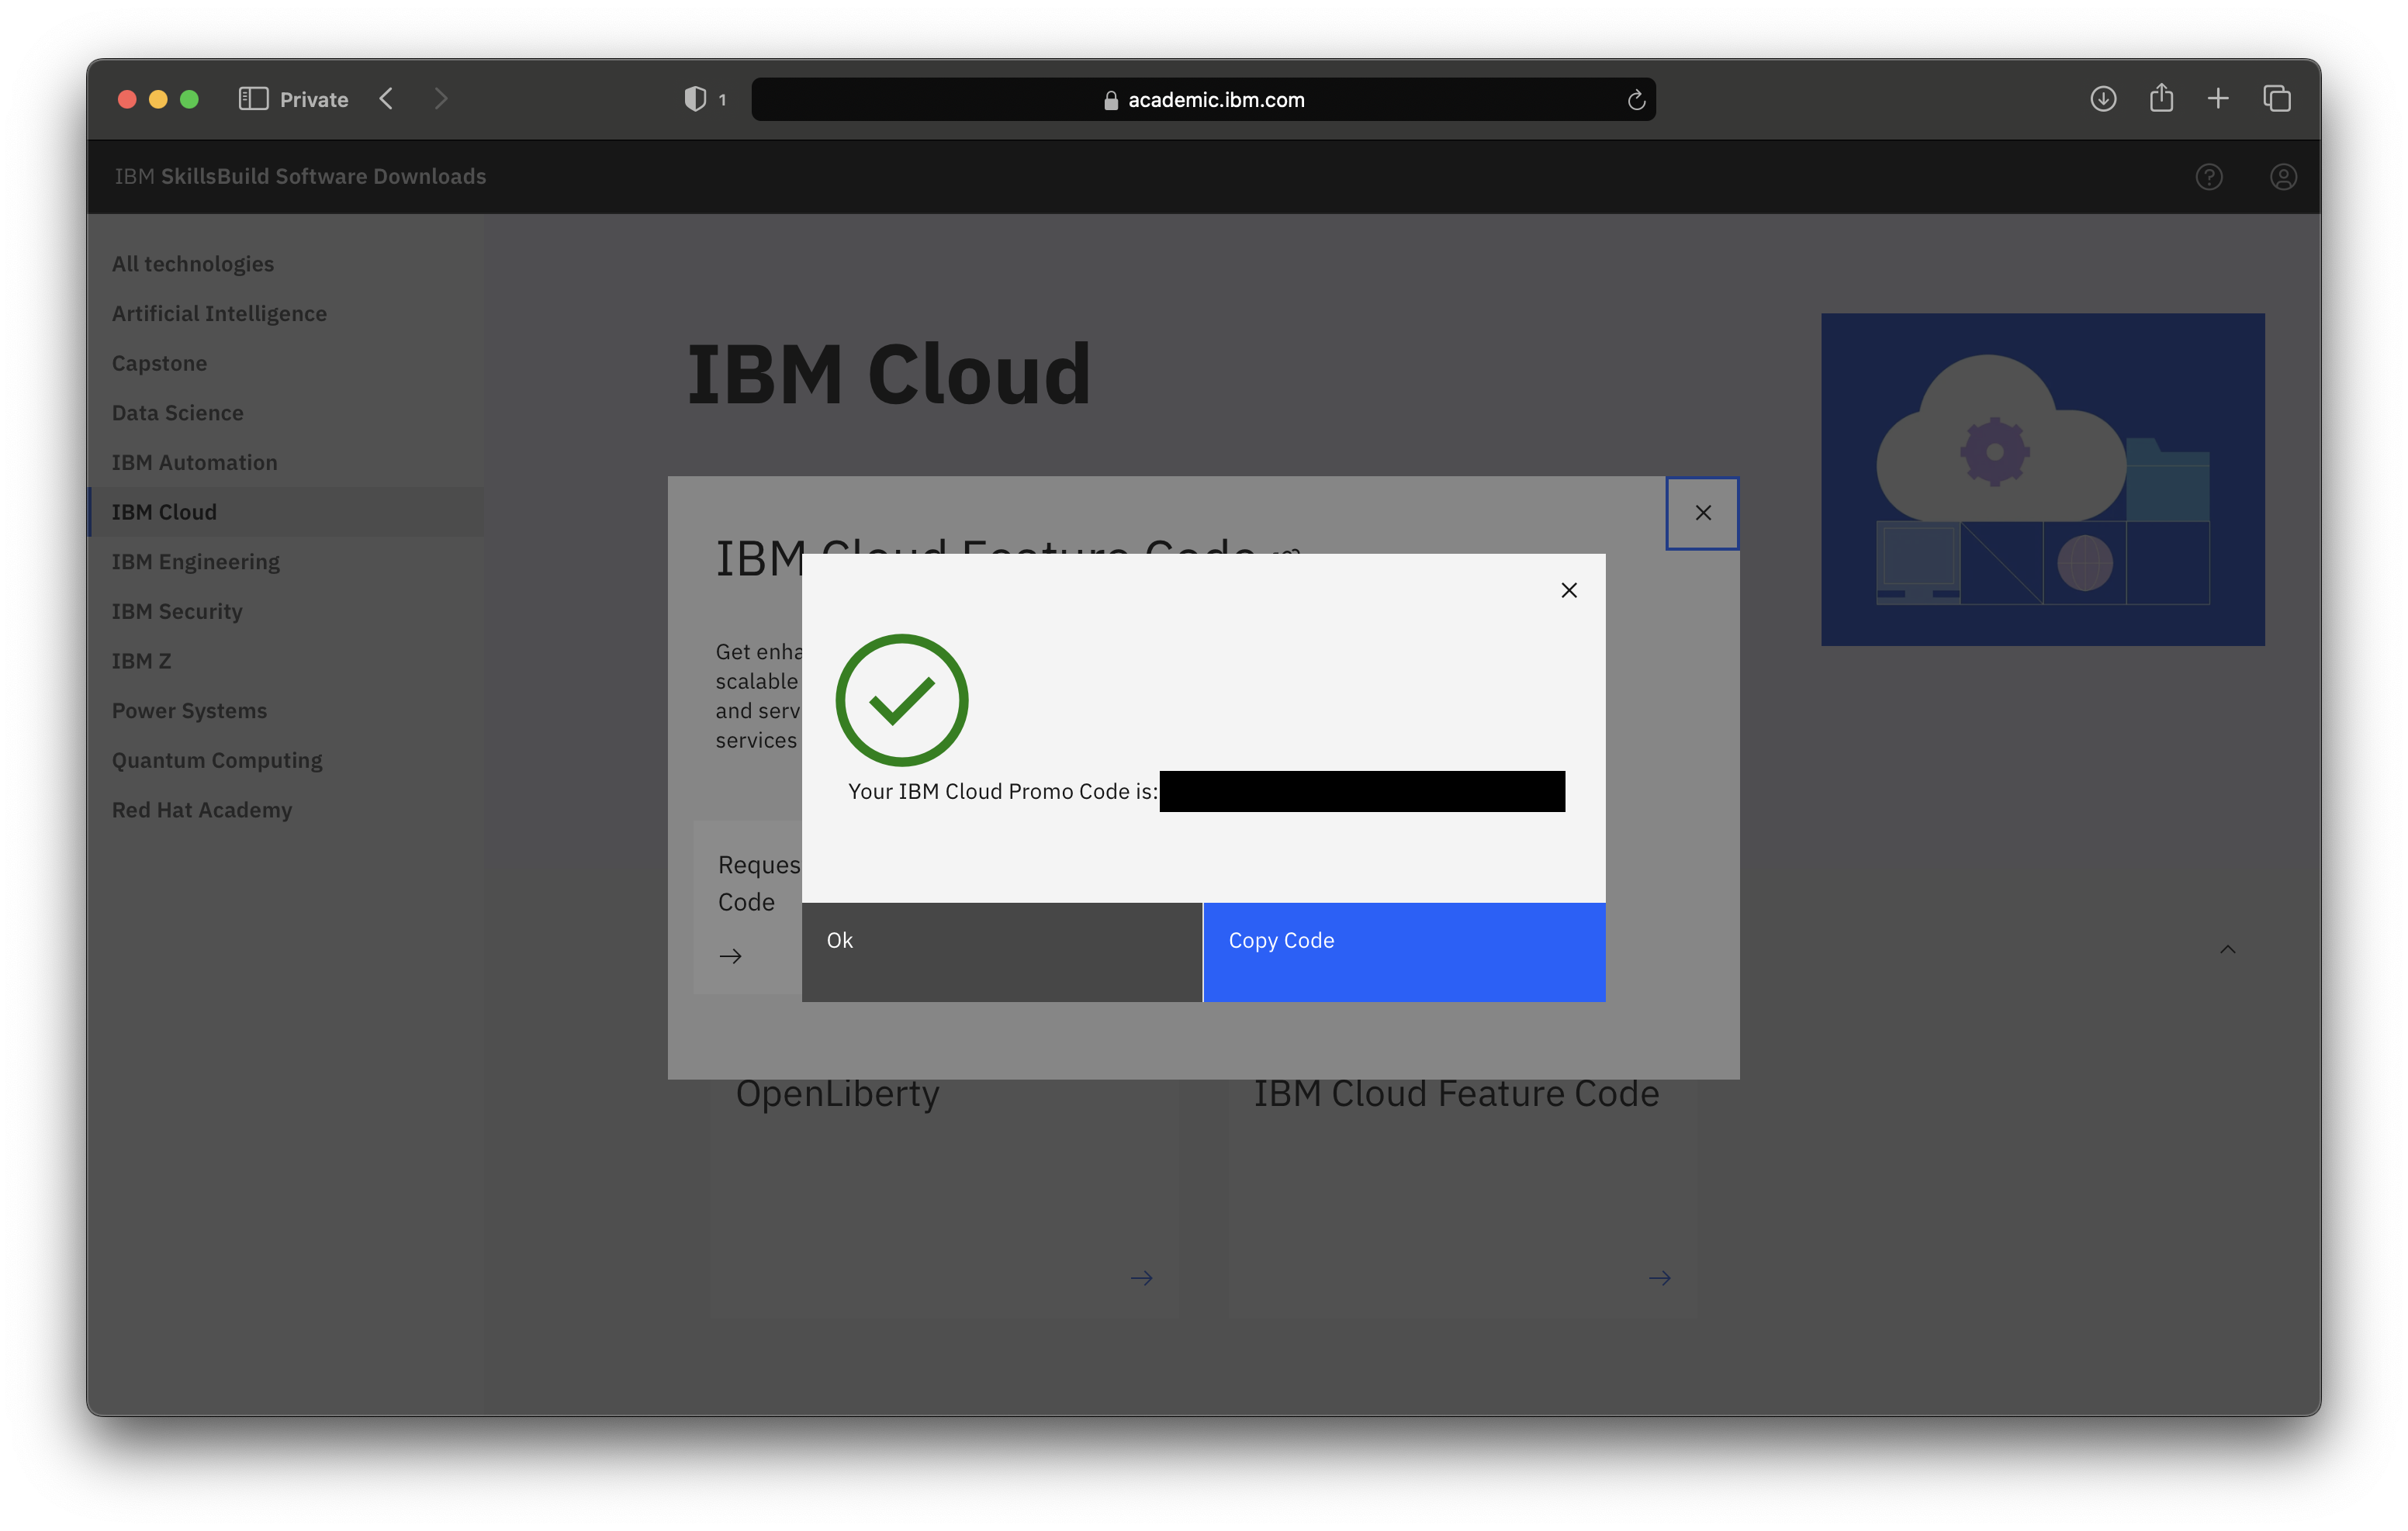 Private
1
academic.ibm.com
IBM SkillsBuild Software Downloads
All technologies
Artificial Intelligence
Capstone
Data Science
IBM Automation
IBM Cloud
IBM Engineering
IBM Security
IBM Z
Power Systems
Quantum Computing
Red Hat Academy
IBM Cloud
IBM Cloud Feature Code
Get enha
scalable
and serv
services
Your IBM Cloud Promo Code is:
Reques
Code
Ok
Copy Code
OpenLiberty
IBM Cloud Feature Code